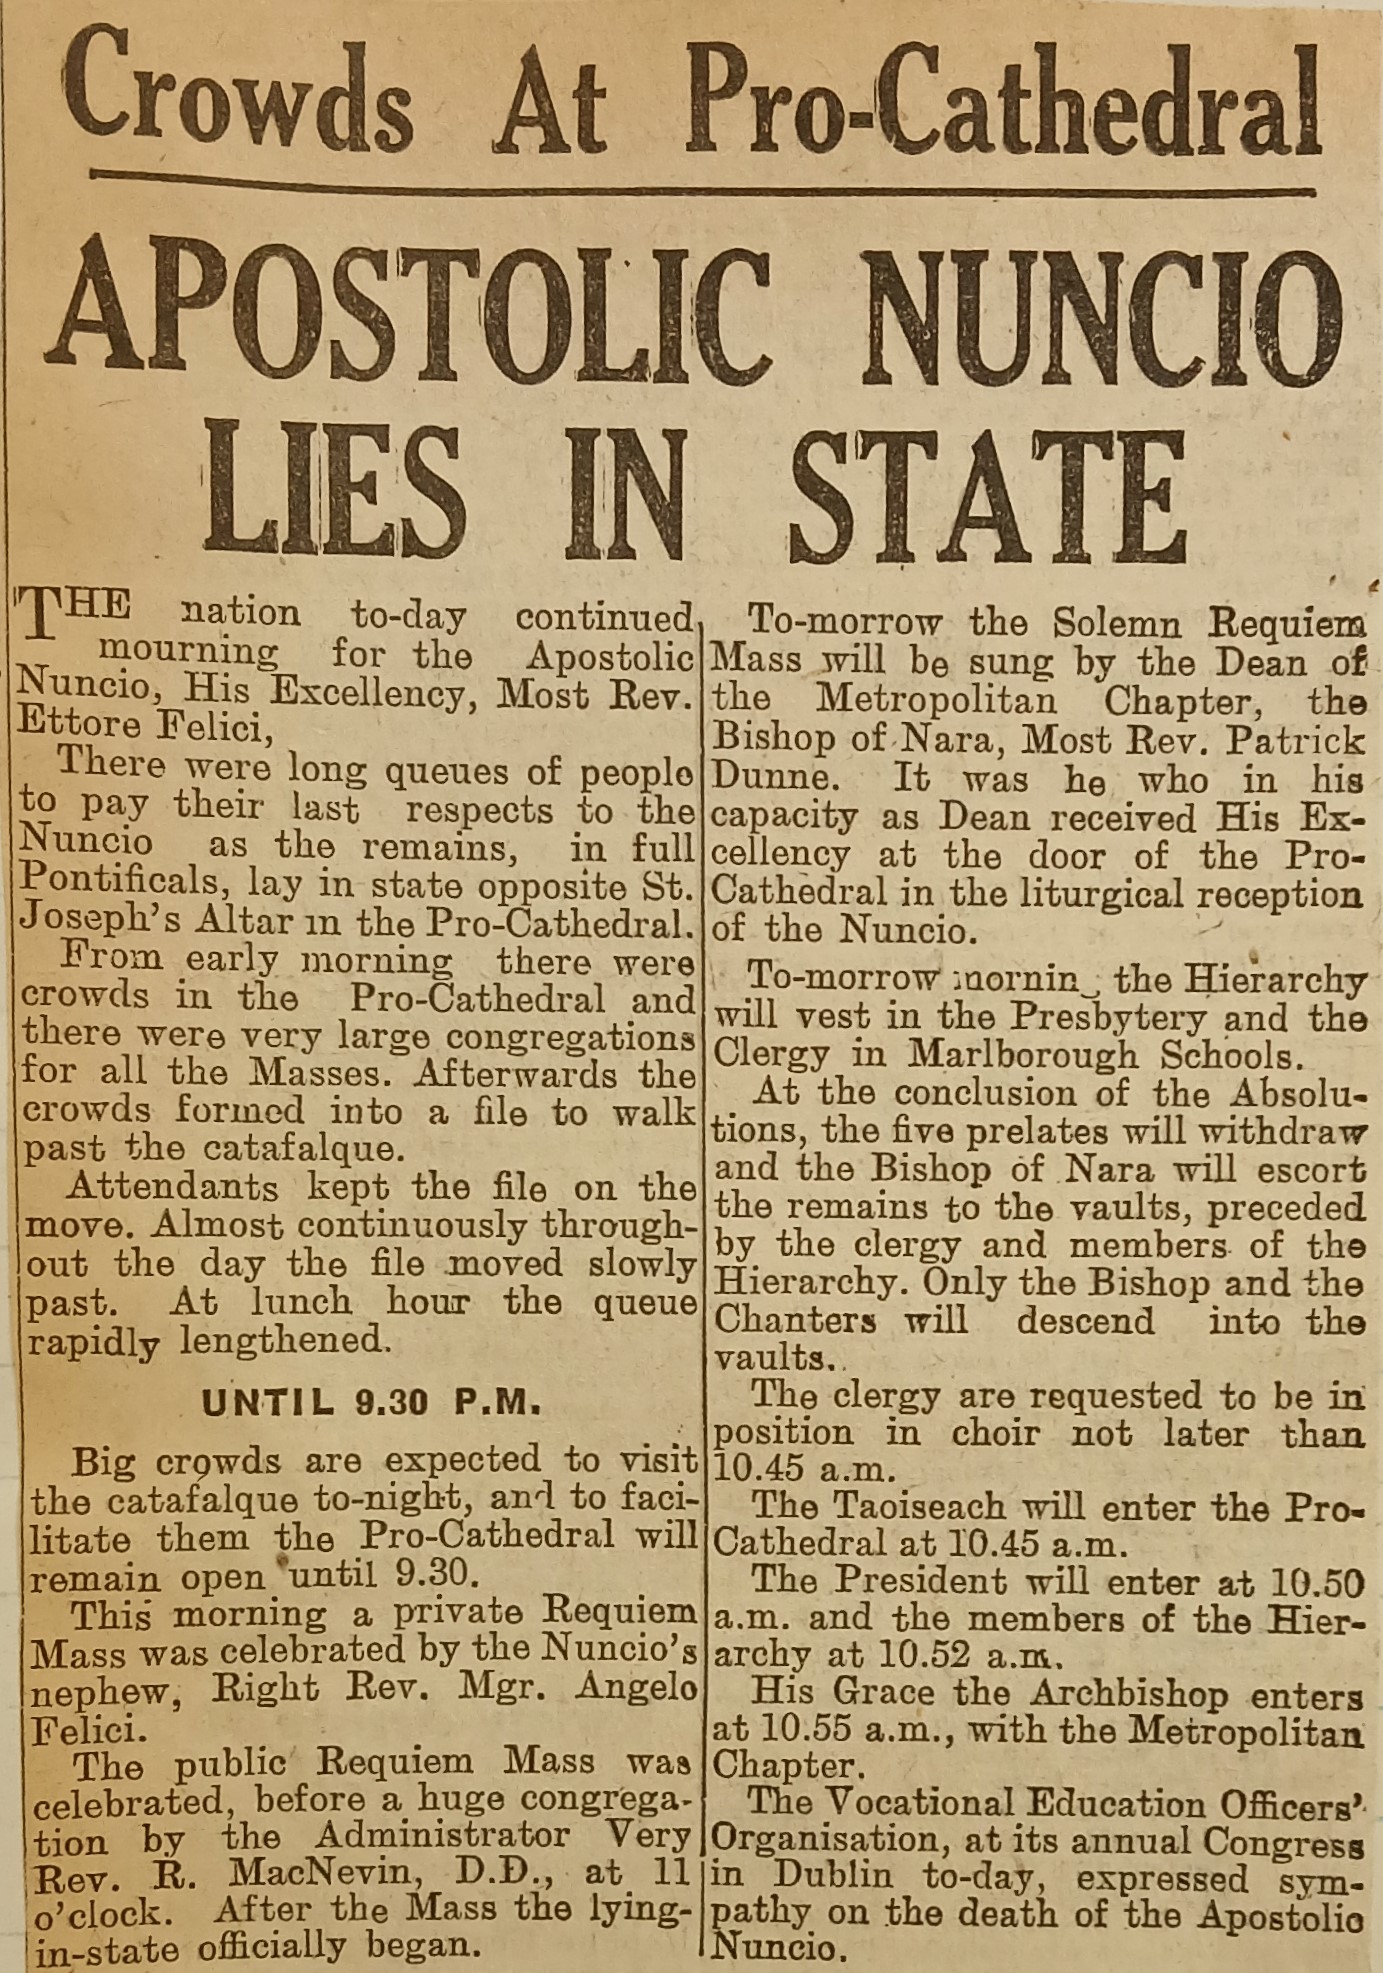 Crowds At Pro-Cathedral
APOSTOLIC NUNCIO
LIES IN STATE
THE nation to-day continued
mourning for the Apostolic
Nuncio, His Excellency, Most Rev.
Ettore Felici,
There were long queues of people
to pay their last respects to the
Nuncio as the remains, in full
Pontificals, lay in state opposite St.
Joseph's Altar in the Pro-Cathedral.
From early morning there were
crowds in the Pro-Cathedral and
there were very large congregations
for all the Masses. Afterwards the
crowds formed into a file to walk
past the catafalque.
Attendants kept the file on the
move. Almost continuously through-
out the day the file moved slowly
past. At lunch hour the queue
rapidly lengthened.
UNTIL 9.30 P.M.
Big crowds are expected to visit
the catafalque to-night, and to faci-
litate them the Pro-Cathedral will
remain open until 9.30.
This morning a private Requiem
Mass was celebrated by the Nuncio's
nephew, Right Rev. Mgr. Angelo
Felici.
The public Requiem Mass was
celebrated, before a huge congrega-
tion by the Administrator Very
Rev. R. MacNevin, D.D., at 11
o'clock. After the Mass the lying-
in-state officially began.
To-morrow the Solemn Requiem
Mass will be sung by the Dean of
the Metropolitan Chapter, the
Bishop of Nara, Most Rev. Patrick
Dunne. It was he who in his
capacity as Dean received His Ex-
cellency at the door of the Pro-
Cathedral in the liturgical reception
of the Nuncio.
To-morrow morning the Hierarchy
will vest in the Presbytery and the
Clergy in Marlborough Schools.
At the conclusion of the Absolu-
tions, the five prelates will withdraw
and the Bishop of Nara will escort
the remains to the vaults, preceded
by the clergy and members of the
Hierarchy. Only the Bishop and the
Chanters will descend into the
vaults.
The clergy are requested to be in
position in choir not later than
10.45 a.m.
The Taoiseach will enter the Pro-
Cathedral at 10.45 a.m.
The President will enter at 10.50
a.m. and the members of the Hier-
archy at 10.52 a.m.
His Grace the Archbishop enters
at 10.55 a.m., with the Metropolitan
Chapter.
The Vocational Education Officers'
Organisation, at its annual Congress
in Dublin to-day, expressed sym-
pathy on the death of the Apostolic
Nuncio.